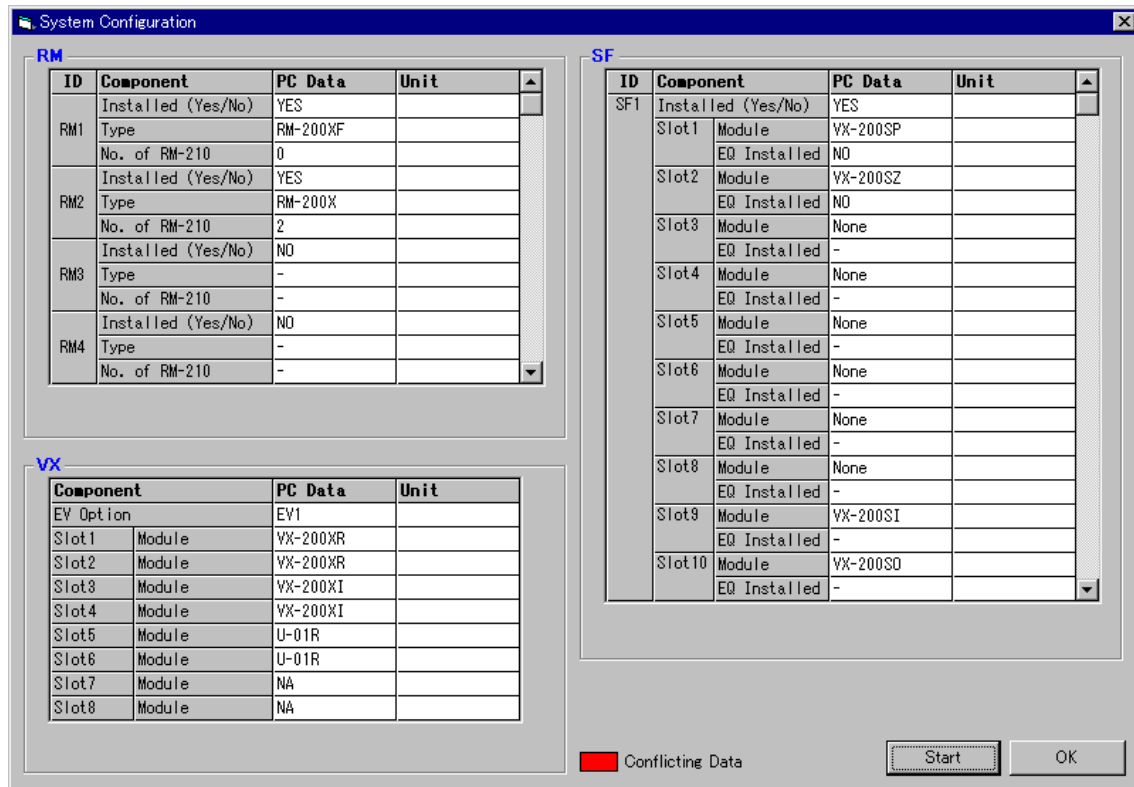 System Configuration
RM
ID Component PC Data Unit
RM1 Installed (Yes/No) YES
Type RM-200XF
No. of RM-210 0
RM2 Installed (Yes/No) YES
Type RM-200X
No. of RM-210 2
RM3 Installed (Yes/No) NO
Type -
No. of RM-210 -
RM4 Installed (Yes/No) NO
Type -
No. of RM-210 -
VX
Component PC Data Unit
EV Option EV1
Slot1 Module VX-200XR
Slot2 Module VX-200XR
Slot3 Module VX-200XI
Slot4 Module VX-200XI
Slot5 Module U-01R
Slot6 Module U-01R
Slot7 Module NA
Slot8 Module NA
SF
ID Component PC Data Unit
SF1 Installed (Yes/No) YES
Slot1 Module VX-200SP
EQ Installed NO
Slot2 Module VX-200SZ
EQ Installed NO
Slot3 Module None
EQ Installed -
Slot4 Module None
EQ Installed -
Slot5 Module None
EQ Installed -
Slot6 Module None
EQ Installed -
Slot7 Module None
EQ Installed -
Slot8 Module None
EQ Installed -
Slot9 Module VX-200SI
EQ Installed -
Slot10 Module VX-200SO
EQ Installed -
Conflicting Data
Start
OK